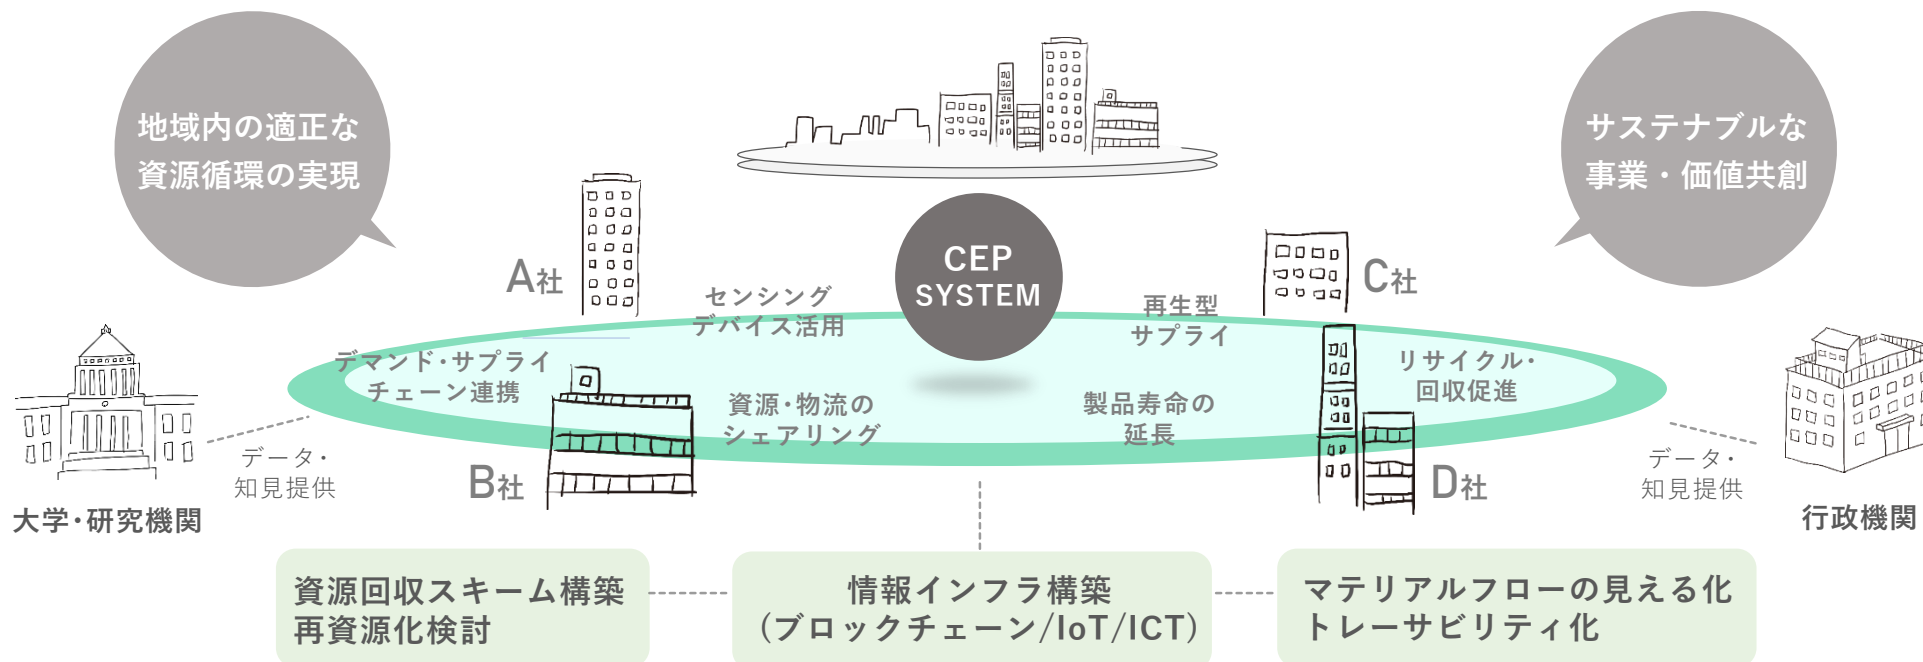 地域内の適正な
資源循環の実現
サステナブルな
事業・価値共創
CEP
SYSTEM
A社
C社
センシング
デバイス活用
再生型
サプライ
デマンド・サプライ
チェーン連携
リサイクル・
回収促進
資源・物流の
シェアリング
製品寿命の
延長
B社
D社
データ・
知見提供
データ・
知見提供
大学・研究機関
行政機関
資源回収スキーム構築
再資源化検討
情報インフラ構築
(ブロックチェーン/IoT/ICT)
マテリアルフローの見える化
トレーサビリティ化